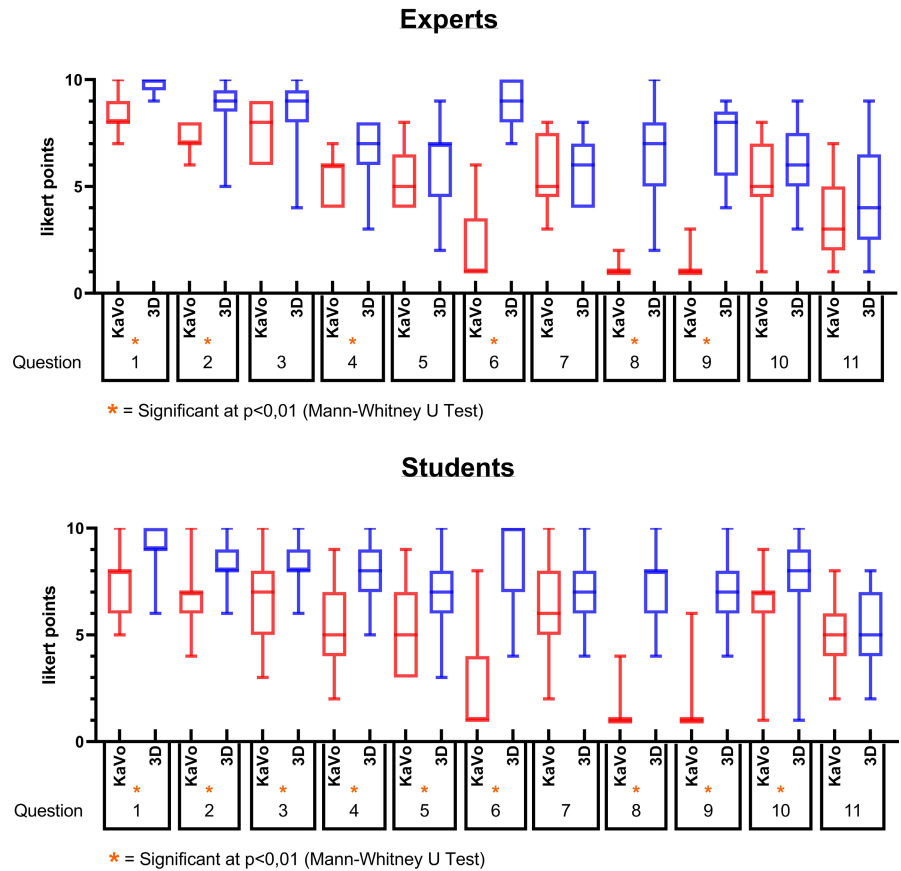 Experts
10
5
0
likert points
KaVo 3D KaVo 3D KaVo 3D KaVo 3D KaVo 3D KaVo 3D KaVo 3D KaVo 3D KaVo 3D KaVo 3D KaVo 3D
* * * * * *
Question 1 2 3 4 5 6 7 8 9 10 11
* = Significant at p<0,01 (Mann-Whitney U Test)
Students
10
5
0
likert points
KaVo 3D KaVo 3D KaVo 3D KaVo 3D KaVo 3D KaVo 3D KaVo 3D KaVo 3D KaVo 3D KaVo 3D KaVo 3D
* * * * * * * * *
Question 1 2 3 4 5 6 7 8 9 10 11
* = Significant at p<0,01 (Mann-Whitney U Test)